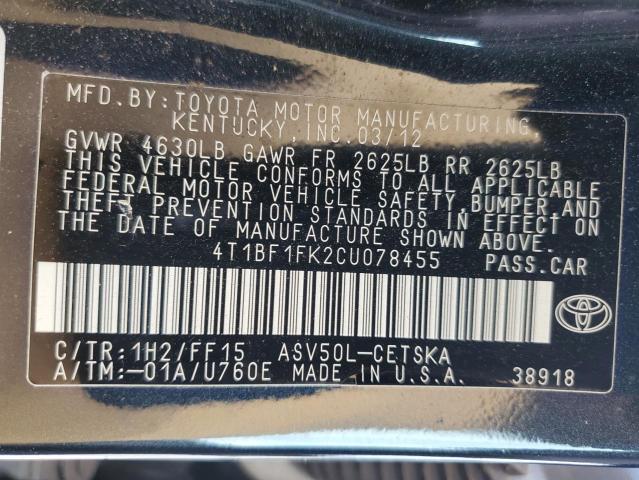 MFD. BY: TOYOTA MOTOR MANUFACTURING,
KENTUCKY, INC. 03/12
GVWR 4630LB GAWR FR 2625LB RR 2625LB
THIS VEHICLE CONFORMS TO ALL APPLICABLE
FEDERAL MOTOR VEHICLE SAFETY, BUMPER, AND
THEFT PREVENTION STANDARDS IN EFFECT ON
THE DATE OF MANUFACTURE SHOWN ABOVE.
4T1BF1FK2CU078455 PASS.CAR
C/TR:1H2/FF15 ASV50L-CETSKA
A/TM:-01A/U760E MADE IN U.S.A. 38918